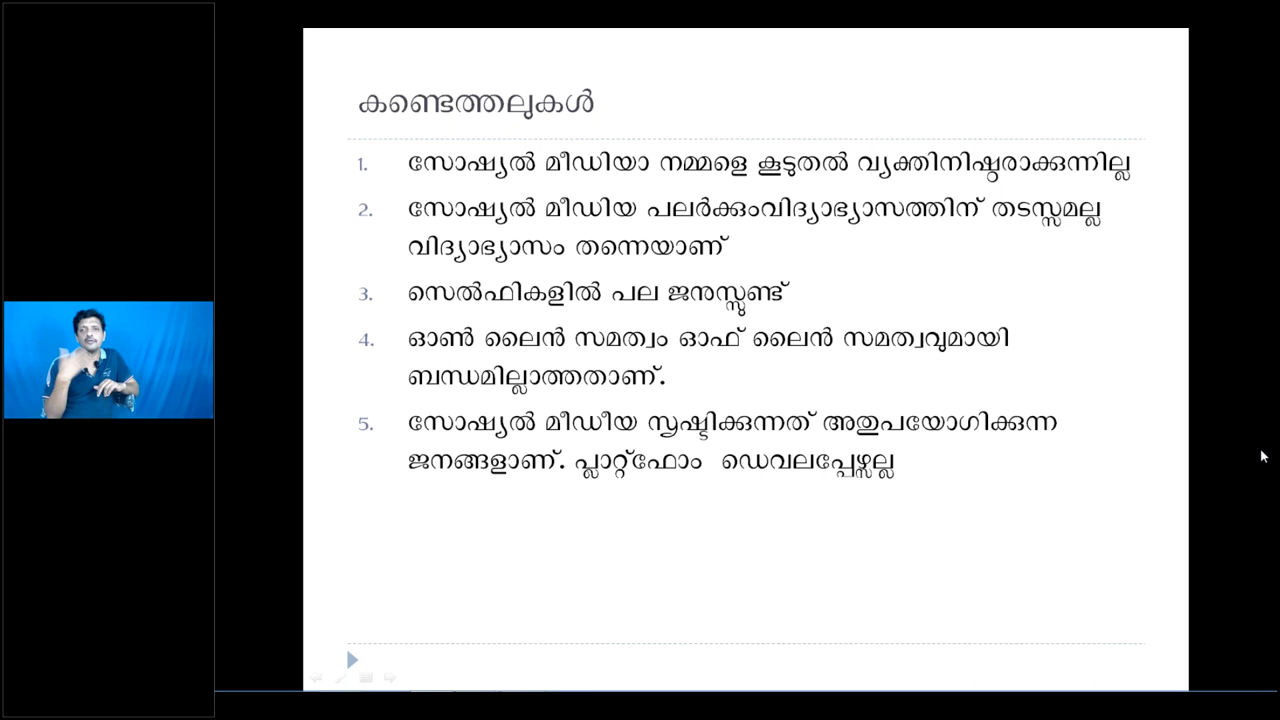 കണ്ടെത്തലുകൾ
1. സോഷ്യൽ മീഡിയാ നമ്മളെ കൂടുതൽ വ്യക്തിനിഷ്ഠരാക്കുന്നില്ല
2. സോഷ്യൽ മീഡിയ പലർക്കുംവിദ്യാഭ്യാസത്തിന് തടസ്സമല്ല
വിദ്യാഭ്യാസം തന്നെയാണ്
3. സെൽഫികളിൽ പല ജനുസ്സുണ്ട്
4. ഓൺ ലൈൻ സമത്വം ഓഫ് ലൈൻ സമത്വവുമായി
ബന്ധമില്ലാത്തതാണ്.
5. സോഷ്യൽ മീഡീയ സൃഷ്ടിക്കുന്നത് അതുപയോഗിക്കുന്ന
ജനങ്ങളാണ്. പ്ലാറ്റ്ഫോം ഡെവലപ്പേഴ്സല്ല